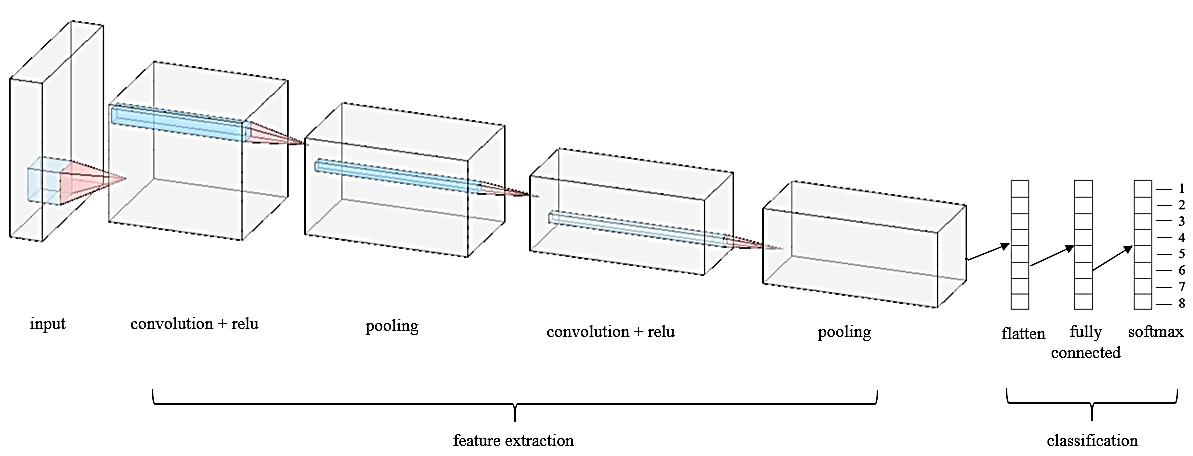 input
convolution + relu
pooling
convolution + relu
pooling
flatten
fully
connected
softmax
1
2
3
4
5
6
7
8
feature extraction
classification